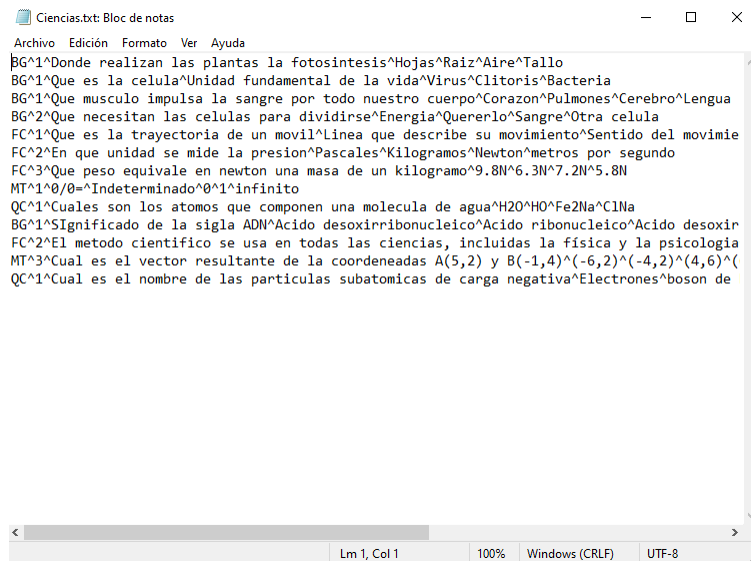 Ciencias.txt: Bloc de notas
Archivo Edición Formato Ver Ayuda
BG^1^Donde realizan las plantas la fotosintesis^Hojas^Raiz^Aire^Tallo
BG^1^Que es la celula^Unidad fundamental de la vida^Virus^Clitoris^Bacteria
BG^1^Que musculo impulsa la sangre por todo nuestro cuerpo^Corazon^Pulmones^Cerebro^Lengua
BG^2^Que necesitan las celulas para dividirse^Energia^Quererlo^Sangre^Otra celula
FC^1^Que es la trayectoria de un movil^Linea que describe su movimiento^Sentido del movimie
FC^2^En que unidad se mide la presion^Pascales^Kilogramos^Newton^metros por segundo
FC^3^Que peso equivale en newton una masa de un kilogramo^9.8N^6.3N^7.2N^5.8N
MT^1^0/0=^Indeterminado^0^1^infinito
QC^1^Cuales son los atomos que componen una molecula de agua^H2O^HO^Fe2Na^ClNa
BG^1^SIgnificado de la sigla ADN^Acido desoxirribonucleico^Acido ribonucleico^Acido desoxir
FC^2^El metodo cientifico se usa en todas las ciencias, incluidas la física y la psicologia
MT^3^Cual es el vector resultante de la coordeneadas A(5,2) y B(-1,4)^(-6,2)^(-4,2)^(4,6)^(
QC^1^Cual es el nombre de las particulas subatomicas de carga negativa^Electrones^boson de
Lm 1, Col 1 100% Windows (CRLF) UTF-8